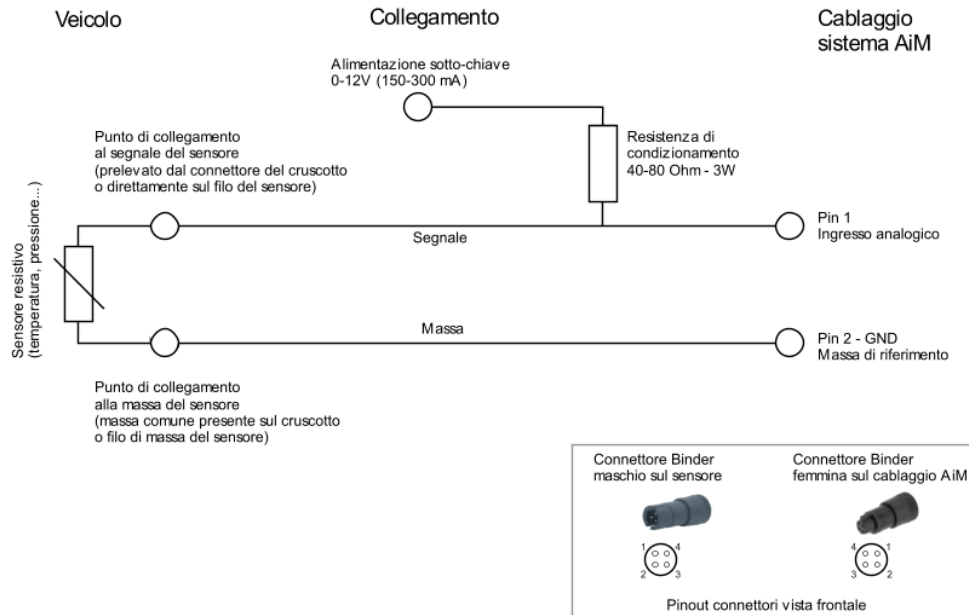 Veicolo
Collegamento
Cablaggio
sistema AiM
Alimentazione sotto-chiave
0-12V (150-300 mA)
Punto di collegamento
al segnale del sensore
(prelevato dal connettore del cruscotto
o direttamente sul filo del sensore)
Resistenza di
condizionamento
40-80 Ohm - 3W
Sensore resistivo
(temperatura, pressione...)
Segnale
Pin 1
Ingresso analogico
Massa
Pin 2 - GND
Massa di riferimento
Punto di collegamento
alla massa del sensore
(massa comune presente sul cruscotto
o filo di massa del sensore)
Connettore Binder
maschio sul sensore
1 4
2 3
Connettore Binder
femmina sul cablaggio AiM
4 1
3 2
Pinout connettori vista frontale